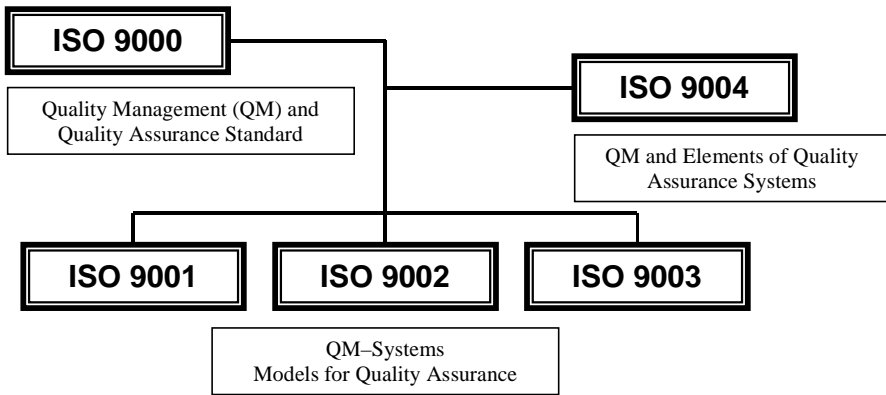 ISO 9000
Quality Management (QM) and
Quality Assurance Standard
ISO 9004
QM and Elements of Quality
Assurance Systems
ISO 9001
ISO 9002
ISO 9003
QM–Systems
Models for Quality Assurance